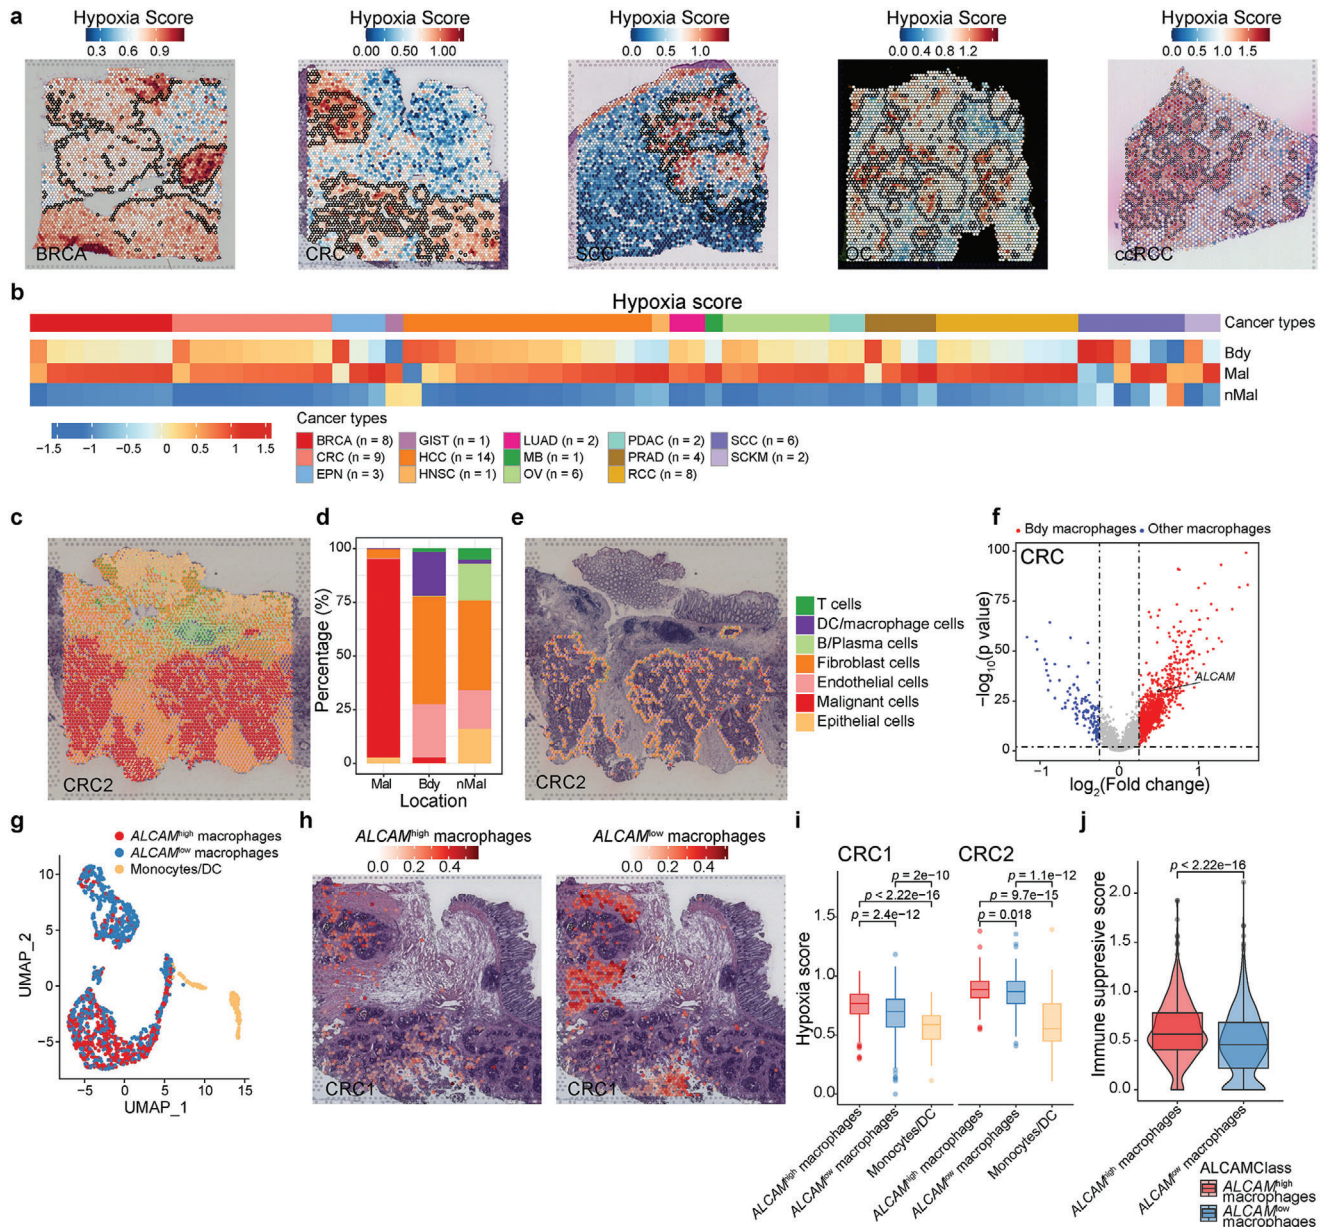 a
Hypoxia Score
0.3 0.6 0.9
BRCA
Hypoxia Score
0.00 0.50 1.00
CRC
Hypoxia Score
0.0 0.5 1.0
SCC
Hypoxia Score
0.0 0.4 0.8 1.2
OC
Hypoxia Score
0.0 0.5 1.0 1.5
ccRCC
b
Hypoxia score
Cancer types
Bdy
Mal
nMal
−1.5 −1 −0.5 0 0.5 1 1.5
Cancer types
BRCA (n = 8)
CRC (n = 9)
EPN (n = 3)
GIST (n = 1)
HCC (n = 14)
HNSC (n = 1)
LUAD (n = 2)
MB (n = 1)
OV (n = 6)
PDAC (n = 2)
PRAD (n = 4)
RCC (n = 8)
SCC (n = 6)
SCKM (n = 2)
c
CRC2
d
Percentage (%)
100
75
50
25
0
Mal Bdy nMal
Location
e
CRC2
T cells
DC/macrophage cells
B/Plasma cells
Fibroblast cells
Endothelial cells
Malignant cells
Epithelial cells
f
Bdy macrophages Other macrophages
CRC
−log10(p value)
100
75
50
25
0
ALCAM
−1 0 1
log2(Fold change)
g
ALCAMhigh macrophages
ALCAMlow macrophages
Monocytes/DC
UMAP_2
10
5
0
−5
−5 0 5 10 15
UMAP_1
h
ALCAMhigh macrophages
0.0 0.2 0.4
CRC1
ALCAMlow macrophages
0.0 0.2 0.4
CRC1
i
CRC1 CRC2
p = 2e−10
p < 2.22e−16
p = 2.4e−12
p = 1.1e−12
p = 9.7e−15
p = 0.018
Hypoxia score
1.5
1.0
0.5
0.0
ALCAMhigh macrophages
ALCAMlow macrophages
Monocytes/DC
ALCAMhigh macrophages
ALCAMlow macrophages
Monocytes/DC
j
p < 2.22e−16
Immune suppresive score
2.0
1.5
1.0
0.5
0.0
ALCAMhigh macrophages
ALCAMlow macrophages
ALCAMClass
ALCAMhigh
macrophages
ALCAMlow
macrophages